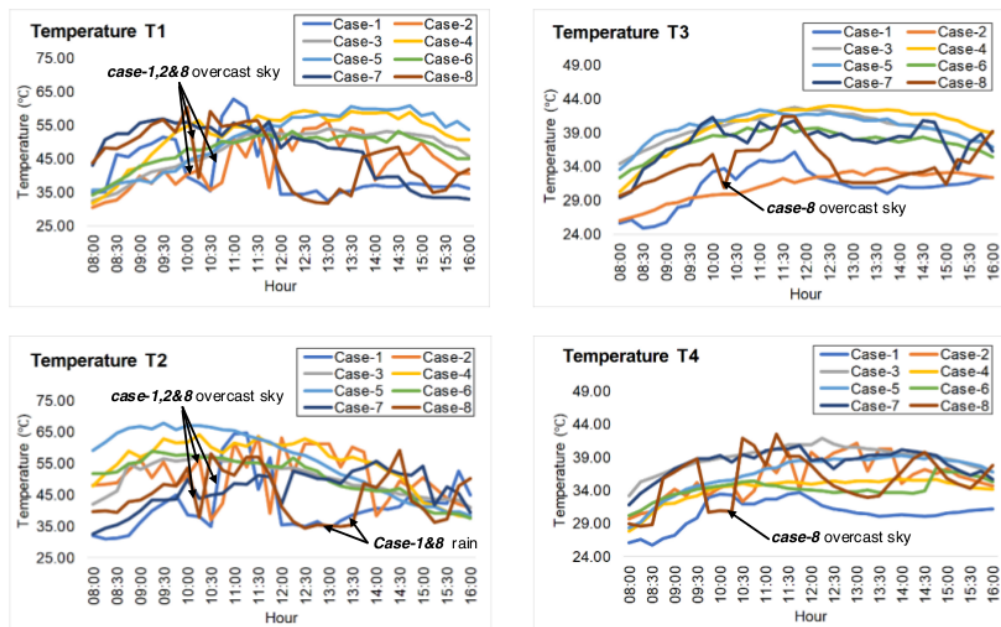 Temperature T1
Case-1 Case-2
Case-3 Case-4
Case-5 Case-6
Case-7 Case-8
case-1,2&8 overcast sky
Temperature (°C)
75.00
65.00
55.00
45.00
35.00
25.00
08:00 08:30 09:00 09:30 10:00 10:30 11:00 11:30 12:00 12:30 13:00 13:30 14:00 14:30 15:00 15:30 16:00
Hour
Temperature T3
Case-1 Case-2
Case-3 Case-4
Case-5 Case-6
Case-7 Case-8
Temperature (°C)
49.00
44.00
39.00
34.00
29.00
24.00
case-8 overcast sky
08:00 08:30 09:00 09:30 10:00 10:30 11:00 11:30 12:00 12:30 13:00 13:30 14:00 14:30 15:00 15:30 16:00
Hour
Temperature T2
Case-1 Case-2
Case-3 Case-4
Case-5 Case-6
Case-7 Case-8
case-1,2&8 overcast sky
Temperature (°C)
75.00
65.00
55.00
45.00
35.00
25.00
Case-1&8 rain
08:00 08:30 09:00 09:30 10:00 10:30 11:00 11:30 12:00 12:30 13:00 13:30 14:00 14:30 15:00 15:30 16:00
Hour
Temperature T4
Case-1 Case-2
Case-3 Case-4
Case-5 Case-6
Case-7 Case-8
Temperature (°C)
49.00
44.00
39.00
34.00
29.00
24.00
case-8 overcast sky
08:00 08:30 09:00 09:30 10:00 10:30 11:00 11:30 12:00 12:30 13:00 13:30 14:00 14:30 15:00 15:30 16:00
Hour